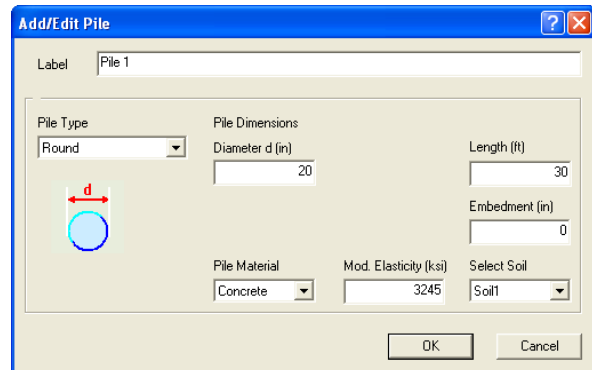 Add/Edit Pile
Label Pile 1
Pile Type Pile Dimensions
Round Diameter d (in) Length (ft)
20 30
d
Embedment (in)
0
Pile Material Mod. Elasticity (ksi) Select Soil
Concrete 3245 Soil1
OK Cancel